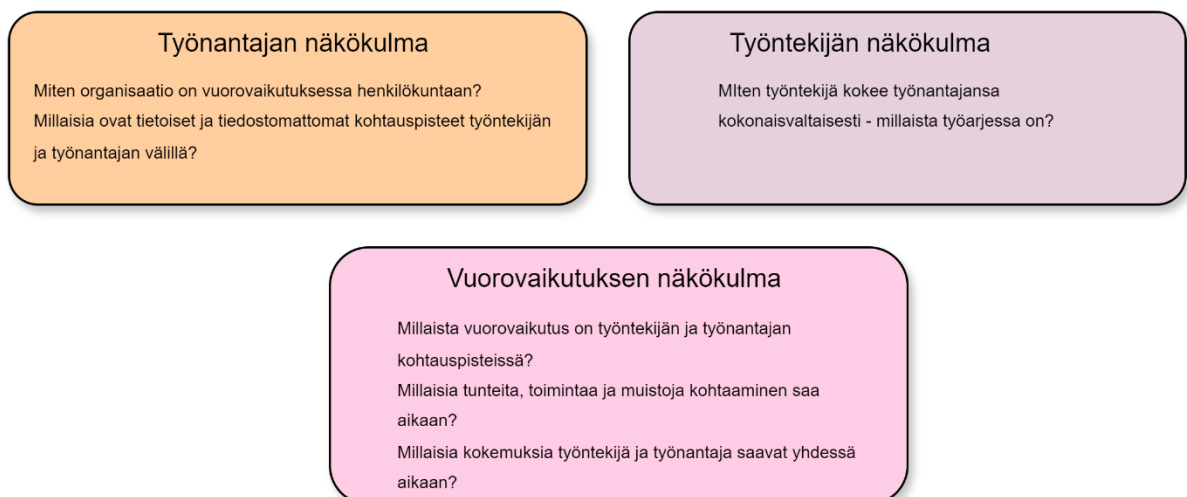 Työnantajan näkökulma
Miten organisaatio on vuorovaikutuksessa henkilökuntaan?
Millaisia ovat tietoiset ja tiedostomattomat kohtauspisteet työntekijän
ja työnantajan välillä?
Työntekijän näkökulma
MIten työntekijä kokee työnantajansa
kokonaisvaltaisesti - millaista työarjessa on?
Vuorovaikutuksen näkökulma
Millaista vuorovaikutus on työntekijän ja työnantajan
kohtauspisteissä?
Millaisia tunteita, toimintaa ja muistoja kohtaaminen saa
aikaan?
Millaisia kokemuksia työntekijä ja työnantaja saavat yhdessä
aikaan?